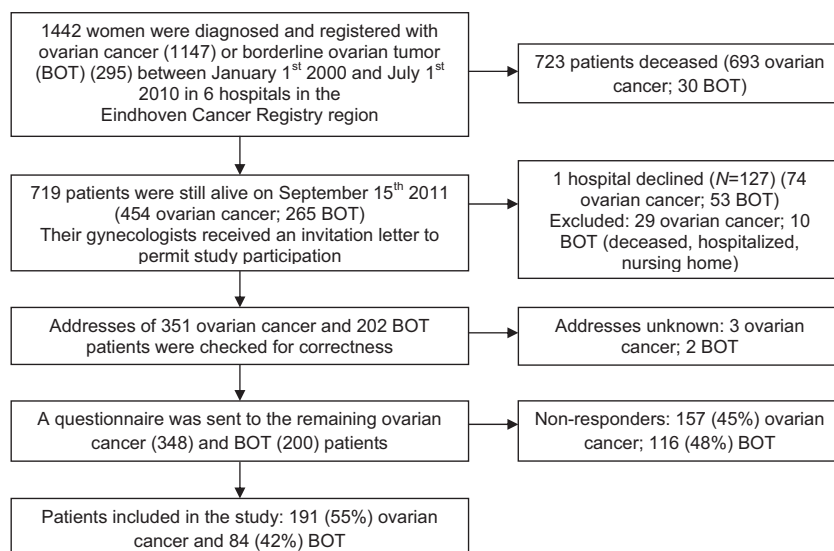 1442 women were diagnosed and registered with
ovarian cancer (1147) or borderline ovarian tumor
(BOT) (295) between January 1st 2000 and July 1st
2010 in 6 hospitals in the
Eindhoven Cancer Registry region
723 patients deceased (693 ovarian
cancer; 30 BOT)
719 patients were still alive on September 15th 2011
(454 ovarian cancer; 265 BOT)
Their gynecologists received an invitation letter to
permit study participation
1 hospital declined (N=127) (74
ovarian cancer; 53 BOT)
Excluded: 29 ovarian cancer; 10
BOT (deceased, hospitalized,
nursing home)
Addresses of 351 ovarian cancer and 202 BOT
patients were checked for correctness
Addresses unknown: 3 ovarian
cancer; 2 BOT
A questionnaire was sent to the remaining ovarian
cancer (348) and BOT (200) patients
Non-responders: 157 (45%) ovarian
cancer; 116 (48%) BOT
Patients included in the study: 191 (55%) ovarian
cancer and 84 (42%) BOT